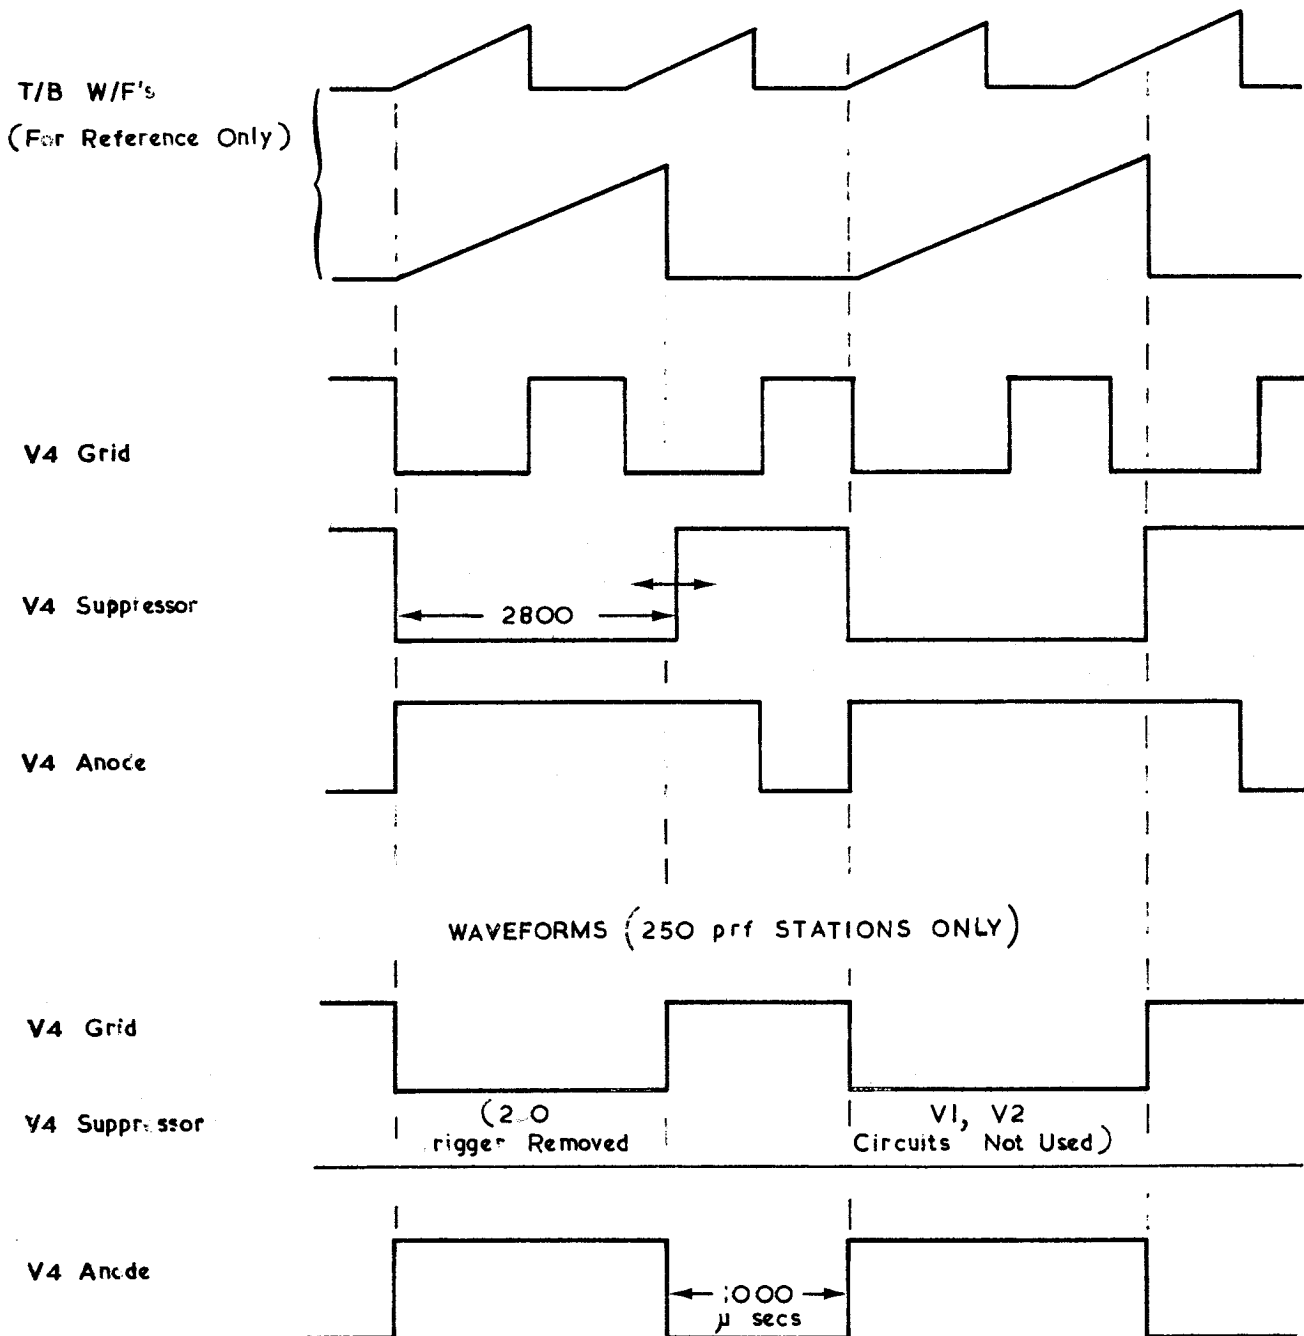 T/B W/F's
(For Reference Only)
V4 Grid
V4 Suppressor
2800
V4 Anode
WAVEFORMS (250 prf STATIONS ONLY)
V4 Grid
V4 Suppressor
rigger Removed
V1, V2
Circuits Not Used)
V4 Anode
μ secs